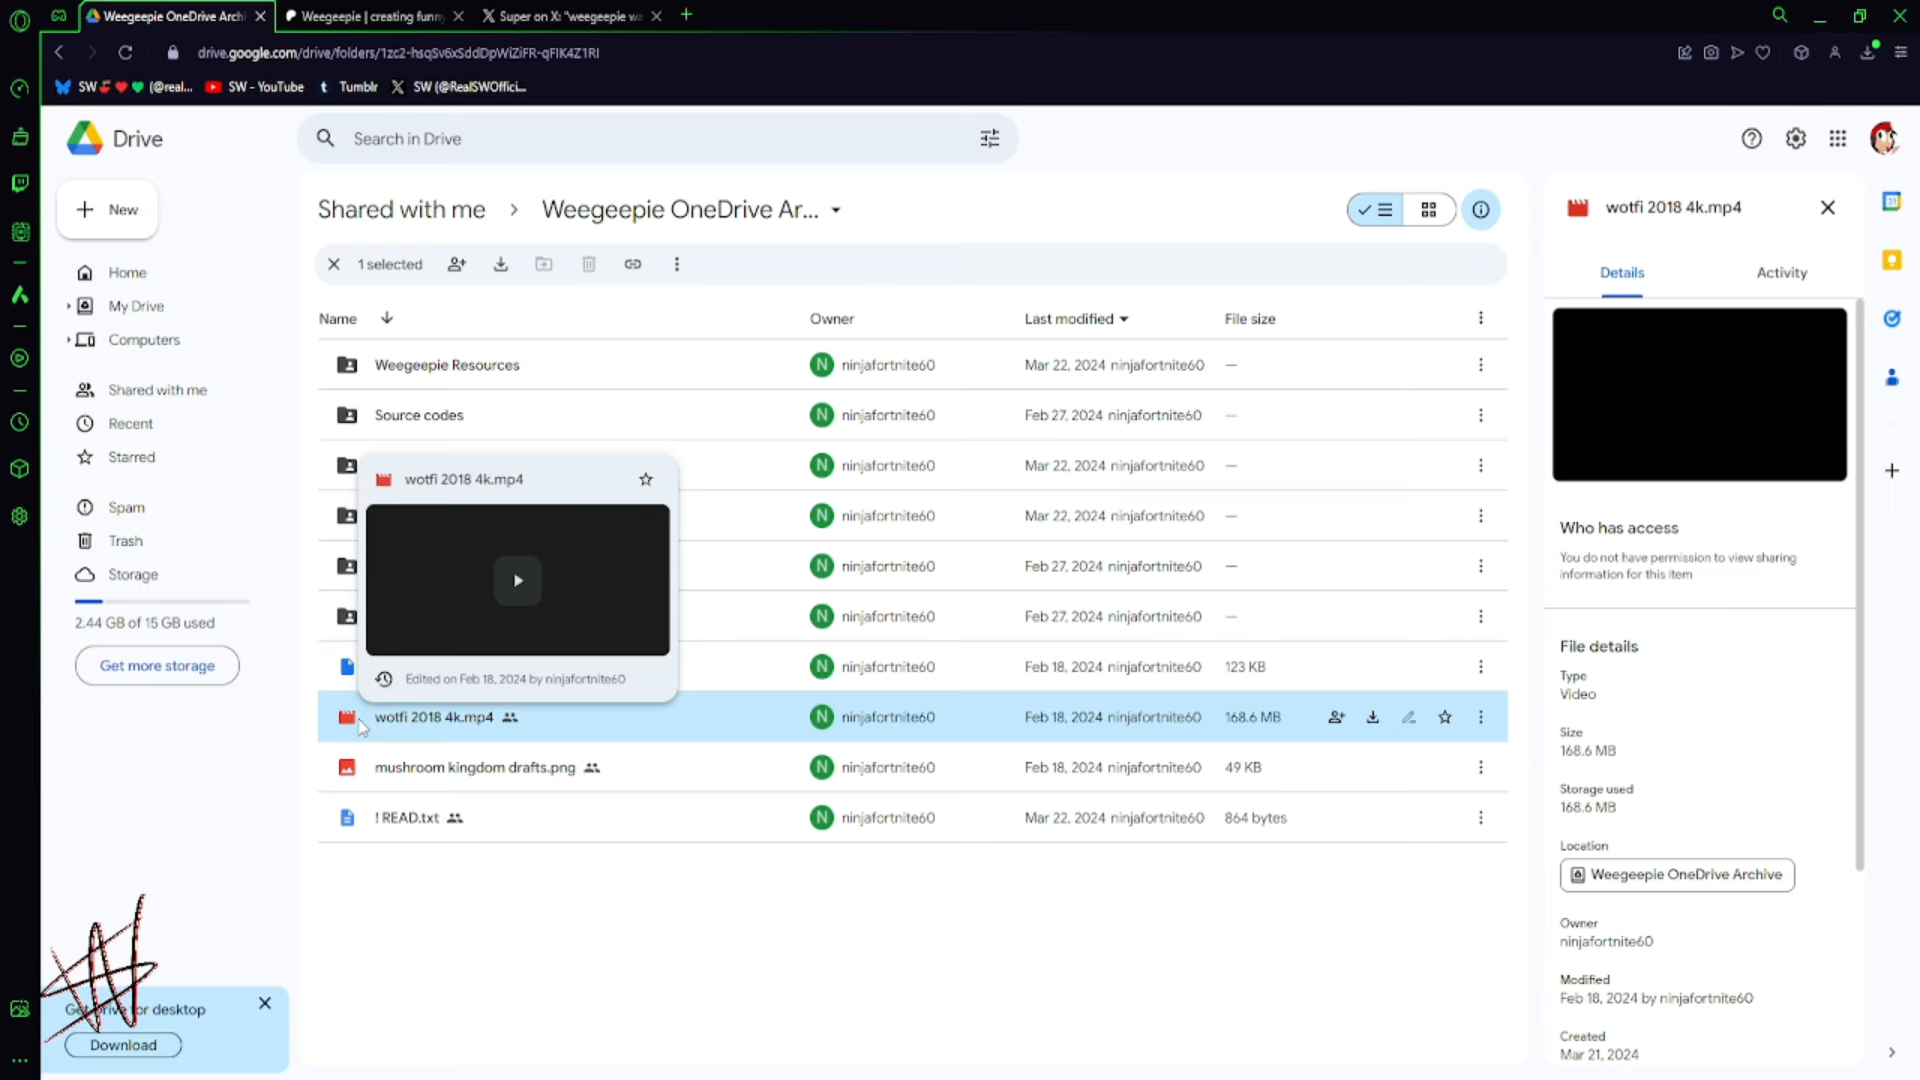 Weegeepie OneDrive Archi
Weegeepie | creating funny
Super on X: "weegeepie wa
drive.google.com/drive/folders/1zc2-hsqSv6xSddDpWiZiFR-qFIK4Z1RI
SW🍒❤️💚 (@real...
SW - YouTube
Tumblr
SW (@RealSWOffici...
Drive
Search in Drive
New
Home
My Drive
Computers
Shared with me
Recent
Starred
Spam
Trash
Storage
2.44 GB of 15 GB used
Get more storage
Get Drive for desktop
Download
Shared with me > Weegeepie OneDrive Ar...
1 selected
Name Owner Last modified File size
Weegeepie Resources N ninjafortnite60 Mar 22, 2024 ninjafortnite60 —
Source codes N ninjafortnite60 Feb 27, 2024 ninjafortnite60 —
N ninjafortnite60 Mar 22, 2024 ninjafortnite60 —
N ninjafortnite60 Mar 22, 2024 ninjafortnite60 —
N ninjafortnite60 Feb 27, 2024 ninjafortnite60 —
N ninjafortnite60 Feb 27, 2024 ninjafortnite60 —
N ninjafortnite60 Feb 18, 2024 ninjafortnite60 123 KB
wotfi 2018 4k.mp4
Edited on Feb 18, 2024 by ninjafortnite60
wotfi 2018 4k.mp4 N ninjafortnite60 Feb 18, 2024 ninjafortnite60 168.6 MB
mushroom kingdom drafts.png N ninjafortnite60 Feb 18, 2024 ninjafortnite60 49 KB
! READ.txt N ninjafortnite60 Mar 22, 2024 ninjafortnite60 864 bytes
wotfi 2018 4k.mp4
Details Activity
Who has access
You do not have permission to view sharing
information for this item
File details
Type
Video
Size
168.6 MB
Storage used
168.6 MB
Location
Weegeepie OneDrive Archive
Owner
ninjafortnite60
Modified
Feb 18, 2024 by ninjafortnite60
Created
Mar 21, 2024